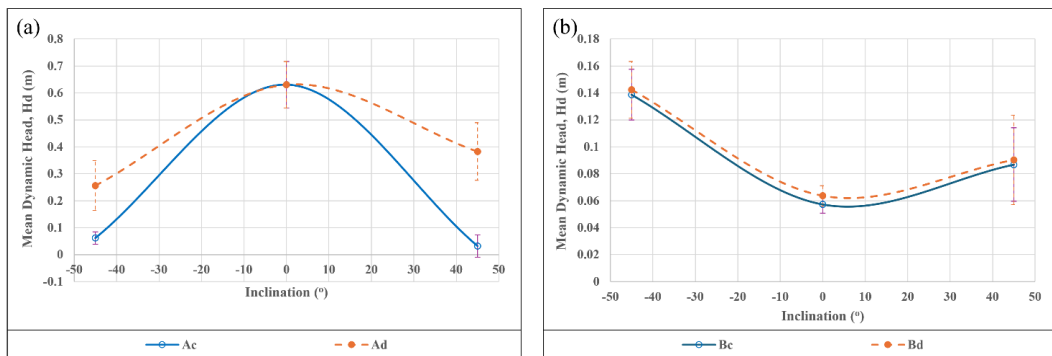 (a)
0.8
0.7
0.6
0.5
0.4
0.3
0.2
0.1
0
-0.1
-50 -40 -30 -20 -10 0 10 20 30 40 50
Mean Dynamic Head, Hd (m)
Inclination (°)
Ac Ad
(b)
0.18
0.16
0.14
0.12
0.1
0.08
0.06
0.04
0.02
0
-50 -40 -30 -20 -10 0 10 20 30 40 50
Mean Dynamic Head, Hd (m)
Inclination (°)
Bc Bd